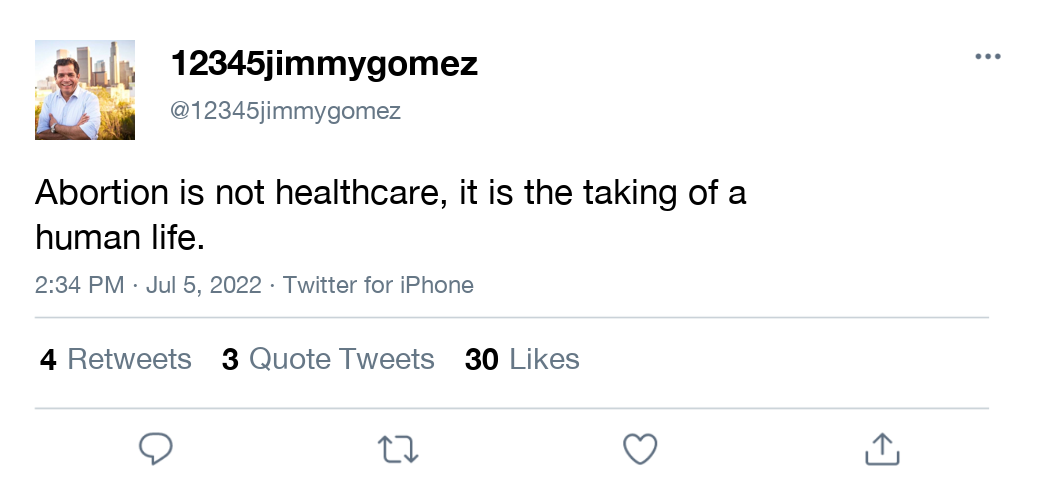 12345jimmygomez
@12345jimmygomez
Abortion is not healthcare, it is the taking of a
human life.
2:34 PM · Jul 5, 2022 · Twitter for iPhone
4 Retweets 3 Quote Tweets 30 Likes